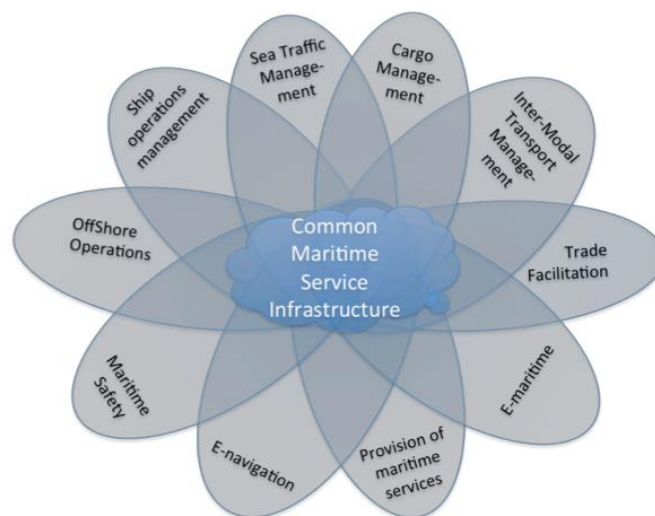 Sea Traffic
Manage-
ment
Cargo
Manage-
ment
Inter-Modal
Transport
Manage-
ment
Trade
Facilitation
E-maritime
Provision of
maritime
services
E-navigation
Maritime
Safety
OffShore
Operations
Ship
operations
management
Common
Maritime
Service
Infrastructure